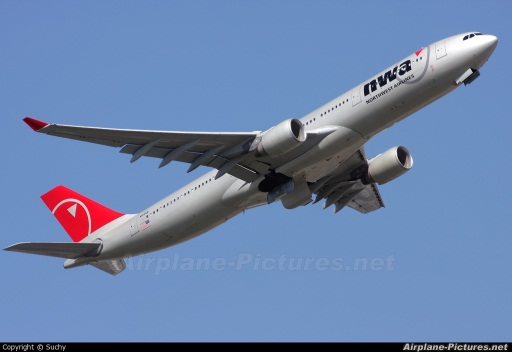 nwa
NORTHWEST AIRLINES
Airplane-Pictures.net
Copyright © Suchy
Airplane-Pictures.net